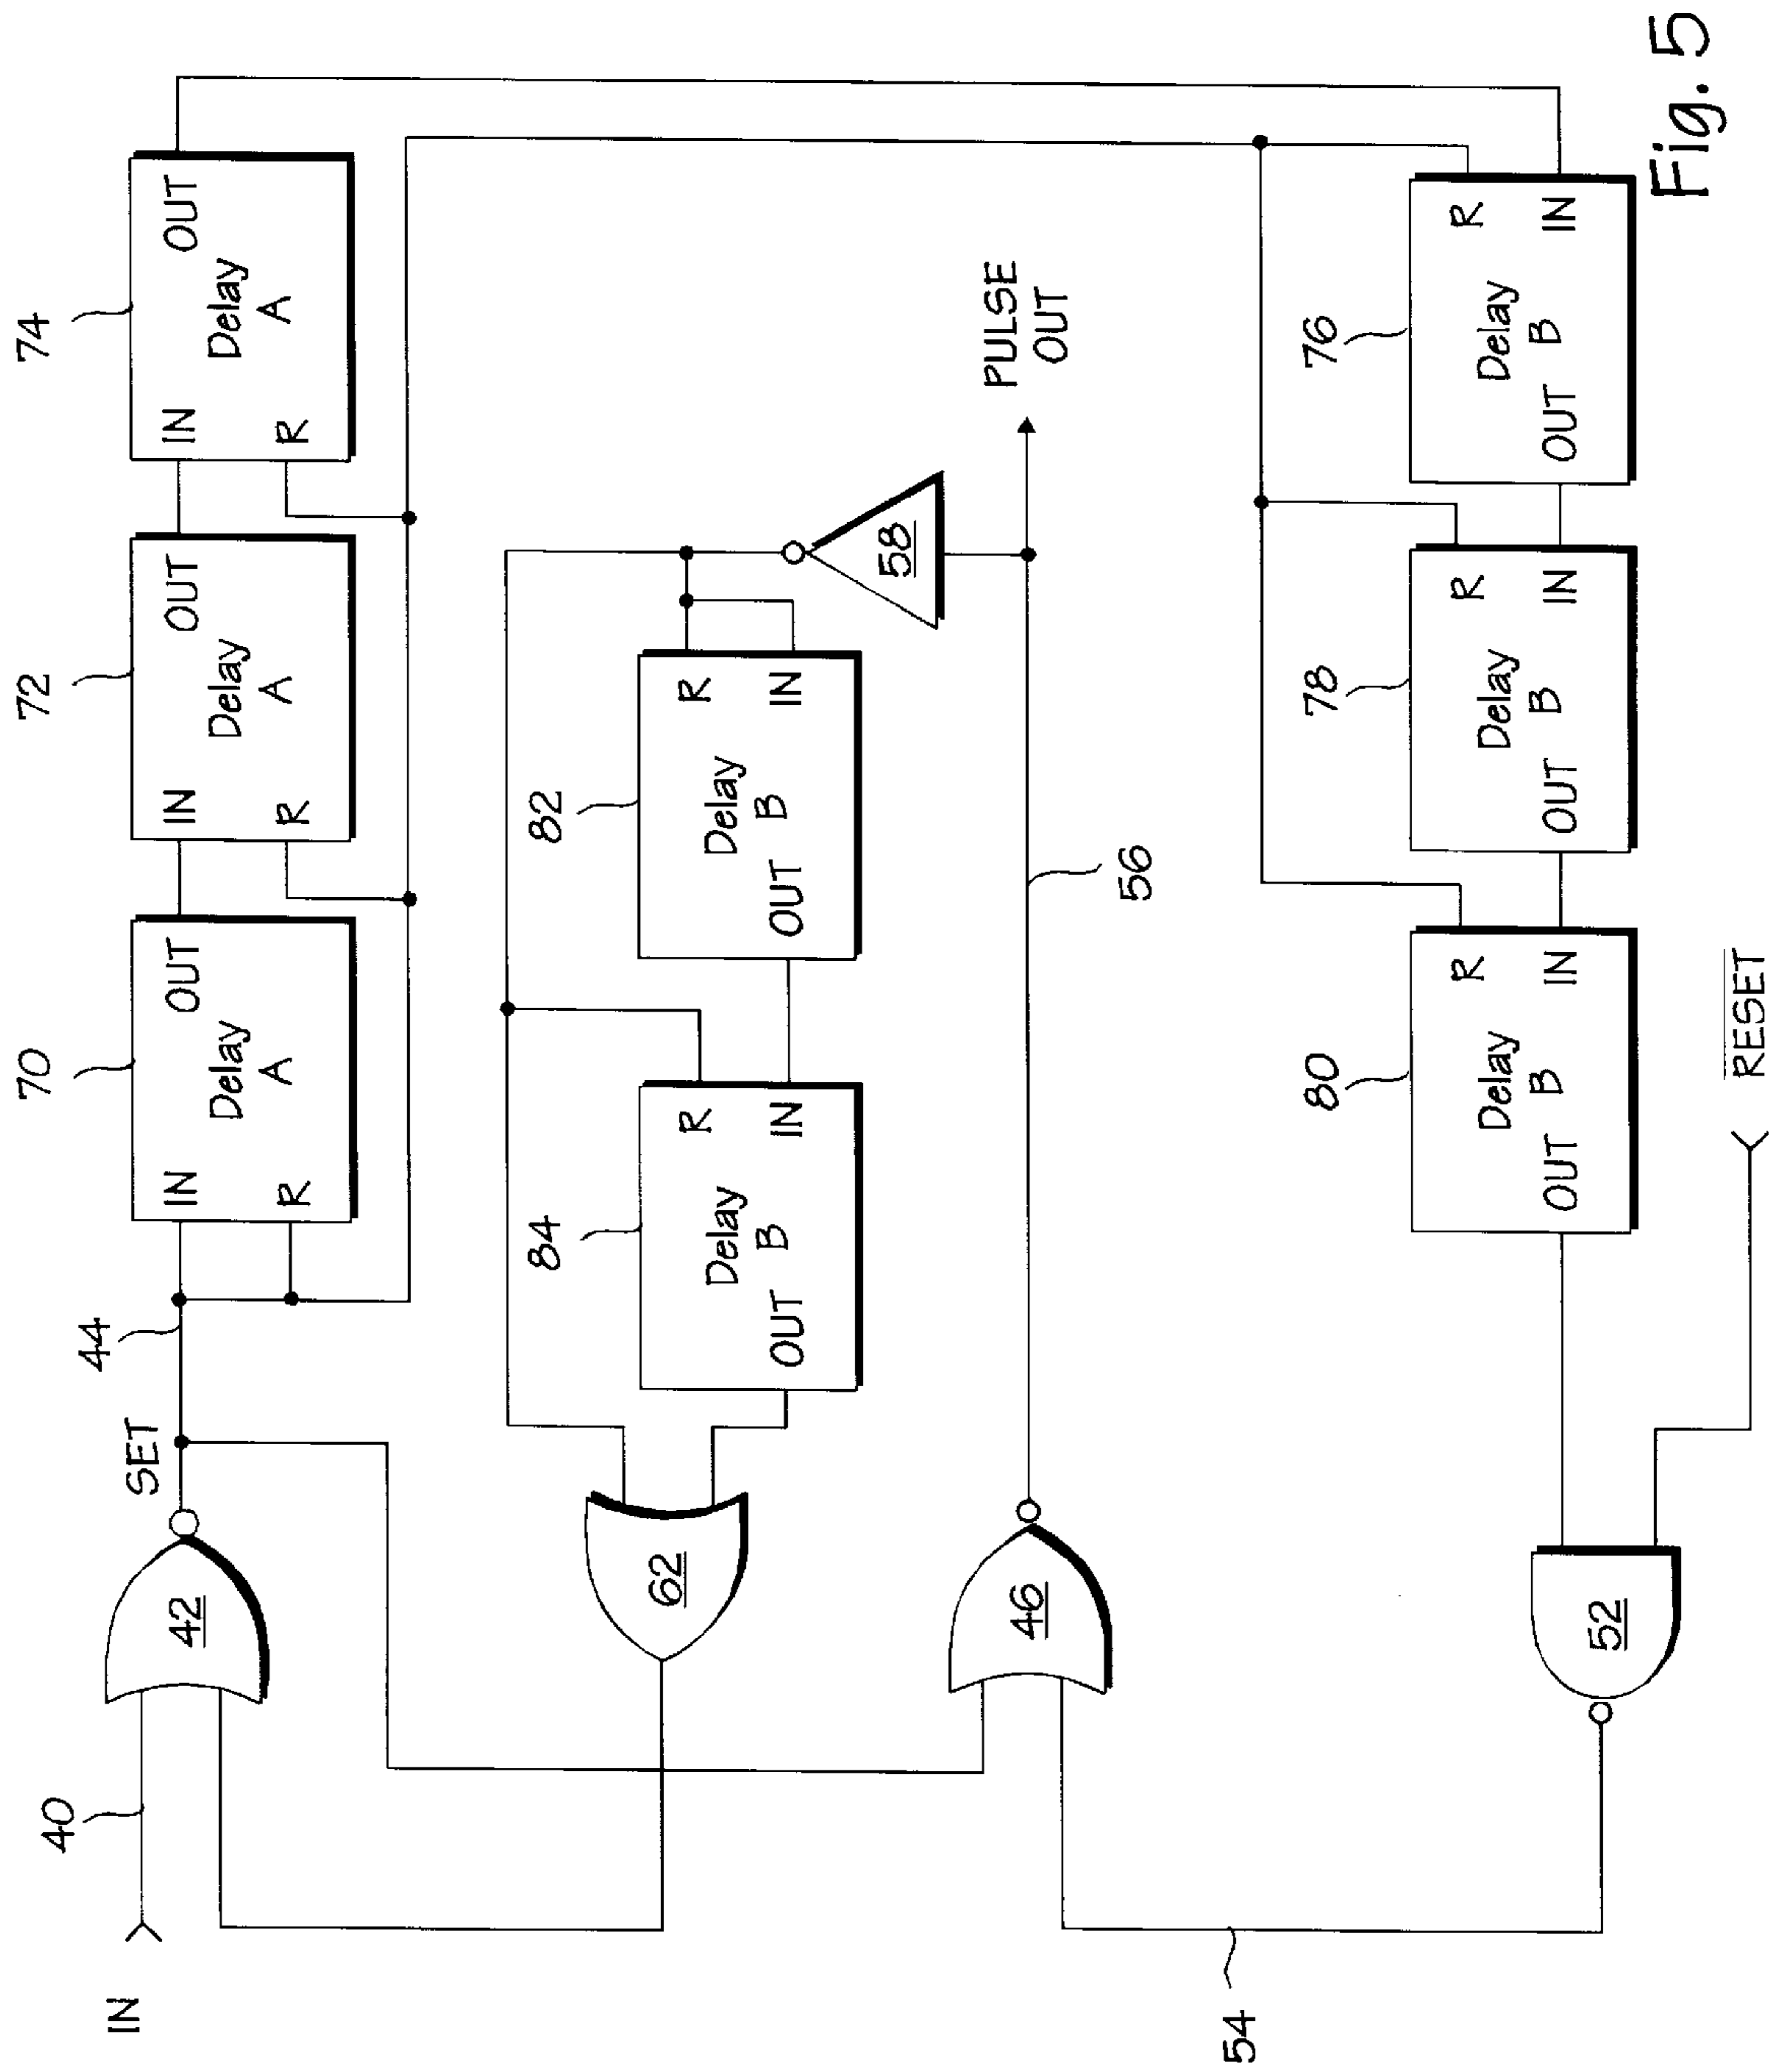 IN
40
42
SET
44
70
IN
OUT
R
Delay
A
72
IN
OUT
R
Delay
A
74
IN
OUT
R
Delay
A
62
84
R
Delay
B
OUT
IN
82
R
Delay
B
OUT
IN
58
46
56
PULSE
OUT
54
52
80
R
Delay
B
OUT
IN
78
R
Delay
B
OUT
IN
76
R
Delay
B
OUT
IN
RESET
Fig. 5